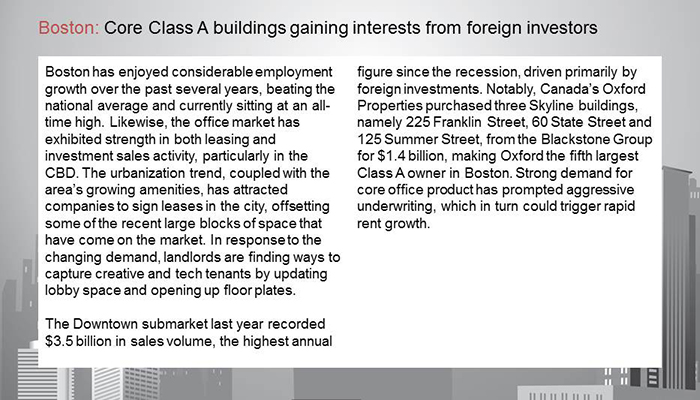 Boston: Core Class A buildings gaining interests from foreign investors
Boston has enjoyed considerable employment
growth over the past several years, beating the
national average and currently sitting at an all-
time high. Likewise, the office market has
exhibited strength in both leasing and
investment sales activity, particularly in the
CBD. The urbanization trend, coupled with the
area's growing amenities, has attracted
companies to sign leases in the city, offsetting
some of the recent large blocks of space that
have come on the market. In response to the
changing demand, landlords are finding ways to
capture creative and tech tenants by updating
lobby space and opening up floor plates.
The Downtown submarket last year recorded
$3.5 billion in sales volume, the highest annual
figure since the recession, driven primarily by
foreign investments. Notably, Canada's Oxford
Properties purchased three Skyline buildings,
namely 225 Franklin Street, 60 State Street and
125 Summer Street, from the Blackstone Group
for $1.4 billion, making Oxford the fifth largest
Class A owner in Boston. Strong demand for
core office product has prompted aggressive
underwriting, which in turn could trigger rapid
rent growth.